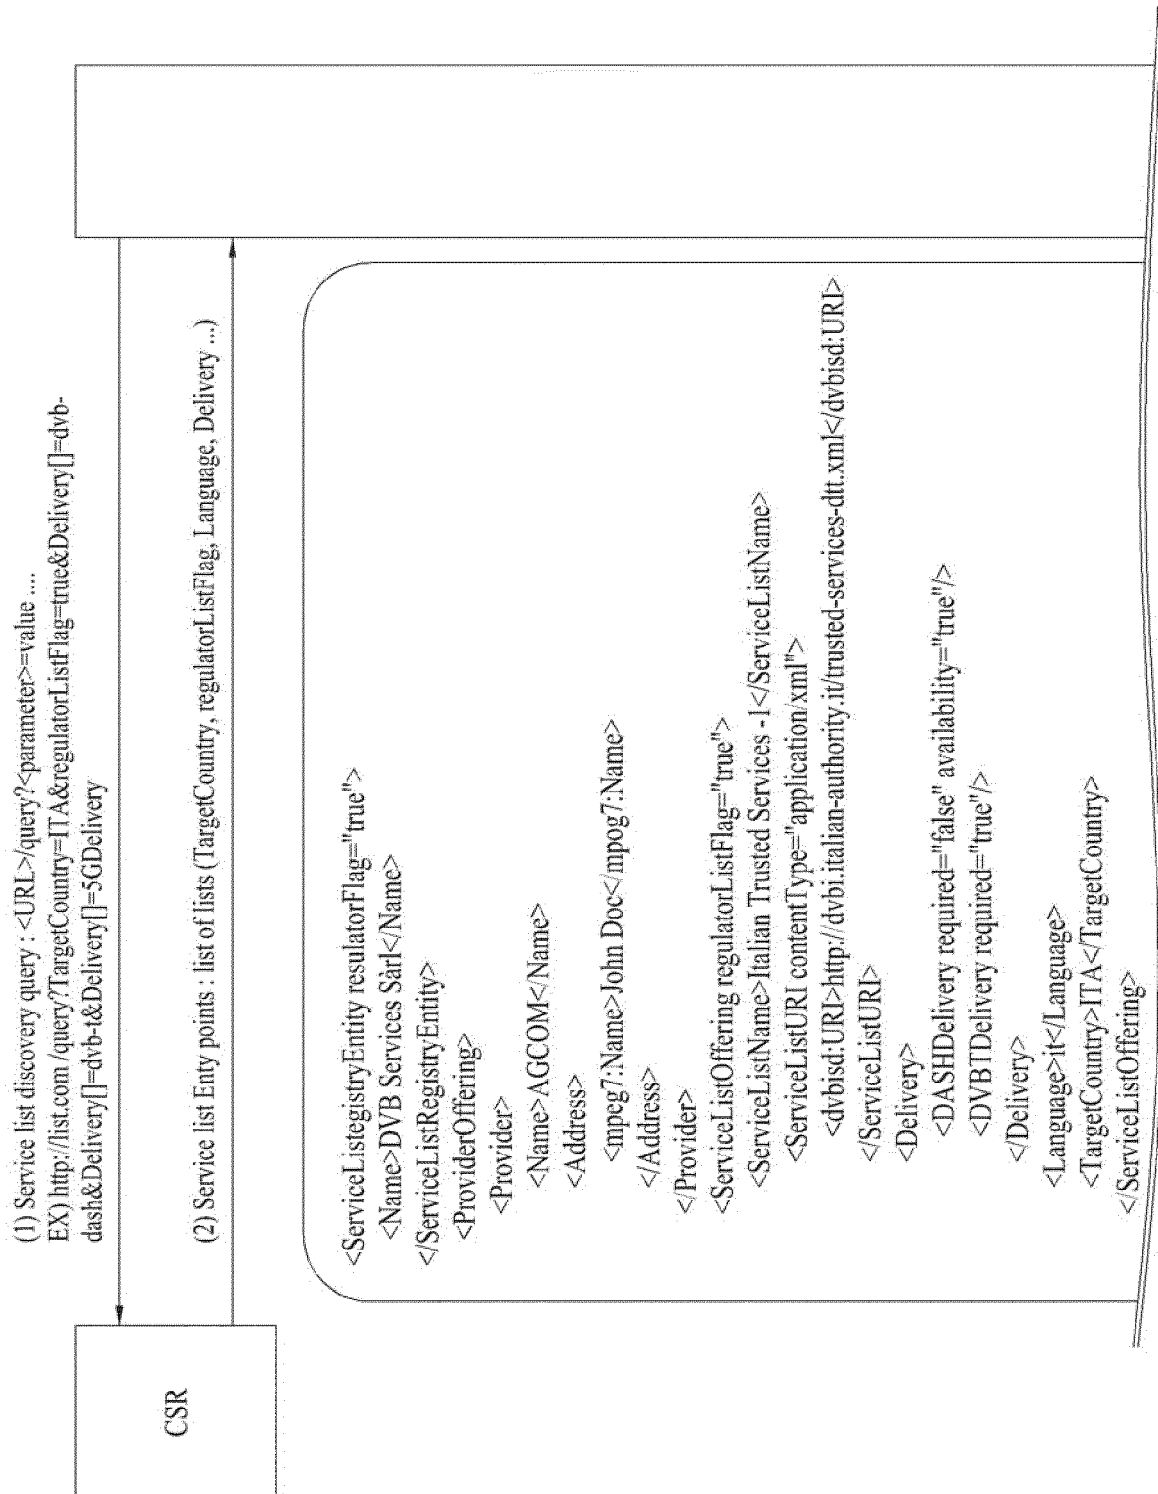 (1) Service list discovery query : <URL>/query?<parameter>=value ....
EX) http://list.com /query?TargetCountry=ITA&regulatorListFlag=true&Delivery[]=dvb-
dash&Delivery[]=dvb-t&Delivery[]=5GDelivery
CSR
(2) Service list Enty points : list of lists (TargetCountry, regulatorListFlag, Language, Delivery ...)
<ServiceListegistryEntity resulatorFlag="true">
<Name>DVB Services Sàrl</Name>
</ServiceListRegistryEntity>
<ProviderOffering>
<Provider>
<Name>AGCOM</Name>
<Address>
<mpeg7:Name>John Doc</mpog7:Name>
</Address>
</Provider>
<ServiceListOffering regulatorListFlag="true">
<ServiceListName>Italian Trusted Services -1</ServiceListName>
<ServiceListURI contentType="application/xml">
<dvbisd:URI>http://dvbi.italian-authority.it/trusted-services-dtt.xml</dvbisd:URI>
</ServiceListURI>
<Delivery>
<DASHDelivery required="false" availability="true"/>
<DVBTDelivery required="true"/>
</Delivery>
<Language>it</Language>
<TargetCountry>ITA</TargetCountry>
</ServiceListOffering>